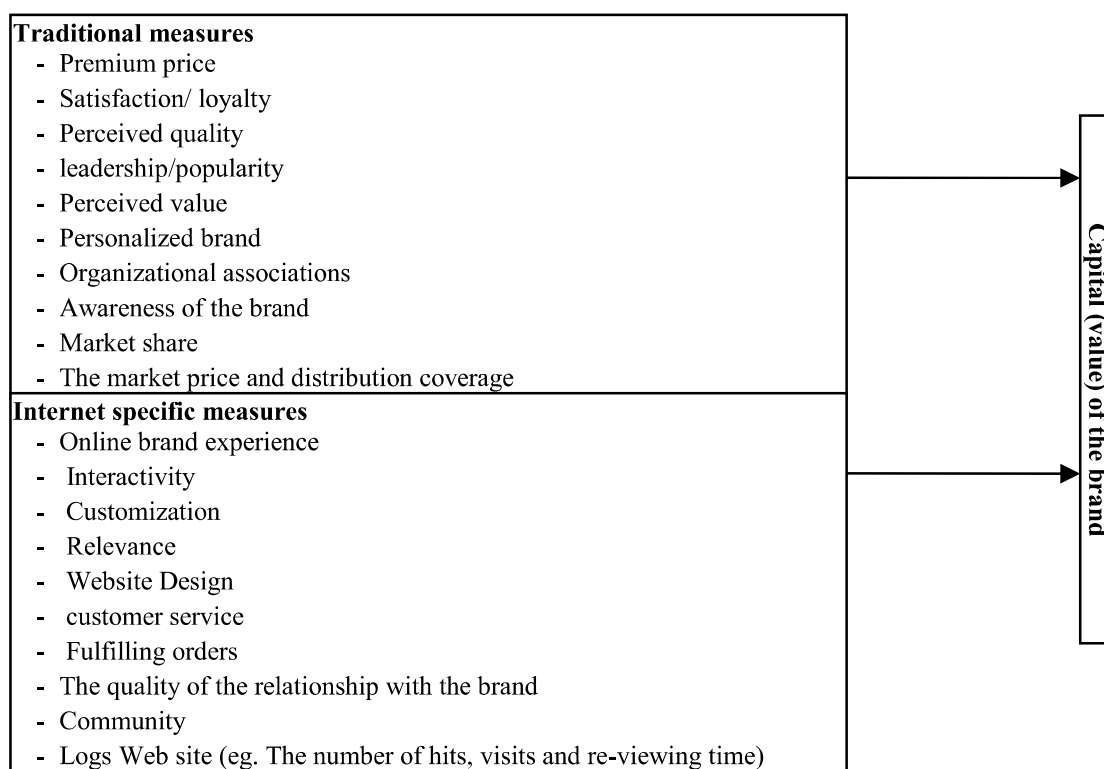 Traditional measures
- Premium price
- Satisfaction/ loyalty
- Perceived quality
- leadership/popularity
- Perceived value
- Personalized brand
- Organizational associations
- Awareness of the brand
- Market share
- The market price and distribution coverage
Internet specific measures
- Online brand experience
- Interactivity
- Customization
- Relevance
- Website Design
- customer service
- Fulfilling orders
- The quality of the relationship with the brand
- Community
- Logs Web site (eg. The number of hits, visits and re-viewing time)
Capital (value) of the brand